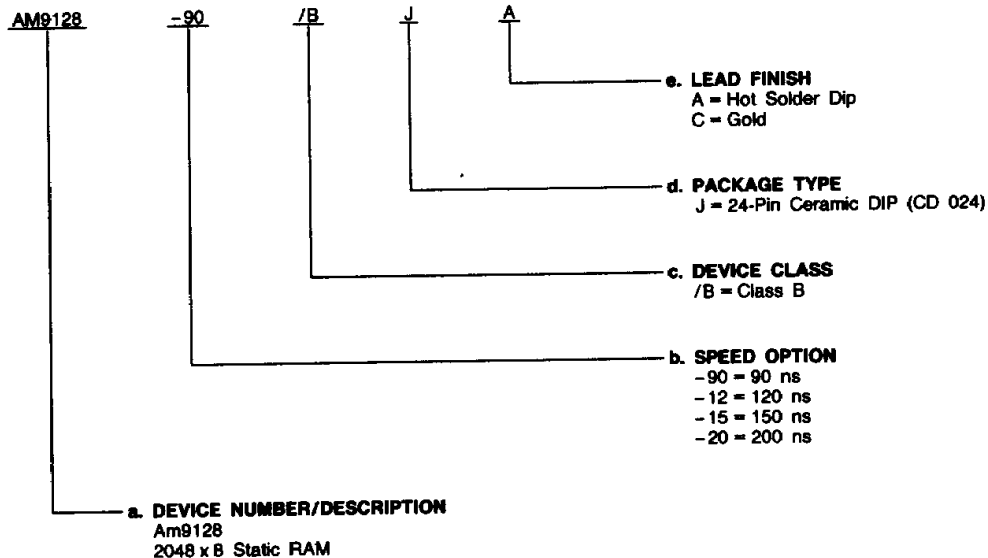 AM9128 -90 /B J A
e. LEAD FINISH
A = Hot Solder Dip
C = Gold
d. PACKAGE TYPE
J = 24-Pin Ceramic DIP (CD 024)
c. DEVICE CLASS
/B = Class B
b. SPEED OPTION
-90 = 90 ns
-12 = 120 ns
-15 = 150 ns
-20 = 200 ns
a. DEVICE NUMBER/DESCRIPTION
Am9128
2048 x 8 Static RAM